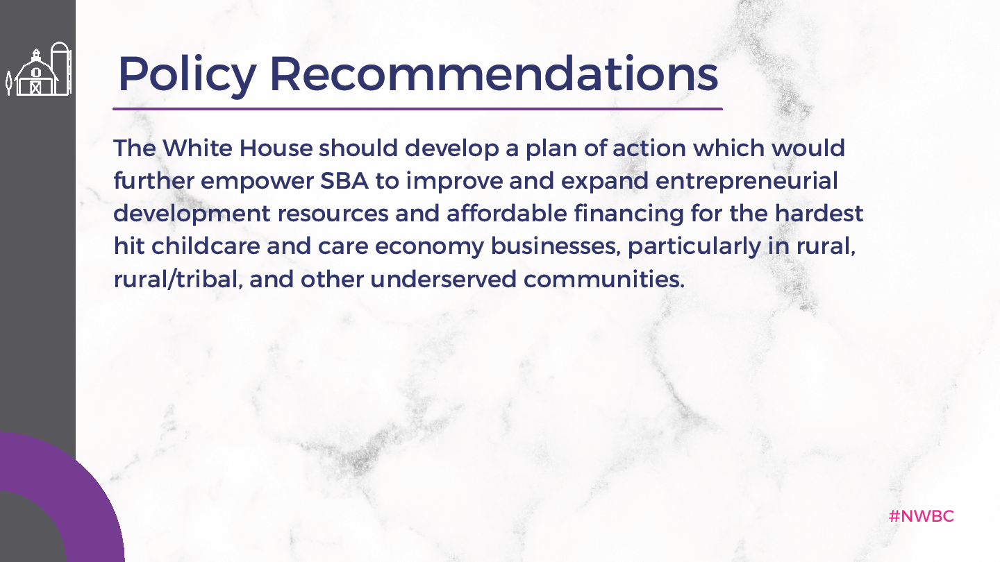 Policy Recommendations
The White House should develop a plan of action which would
further empower SBA to improve and expand entrepreneurial
development resources and affordable financing for the hardest
hit childcare and care economy businesses, particularly in rural,
rural/tribal, and other underserved communities.
#NWBC